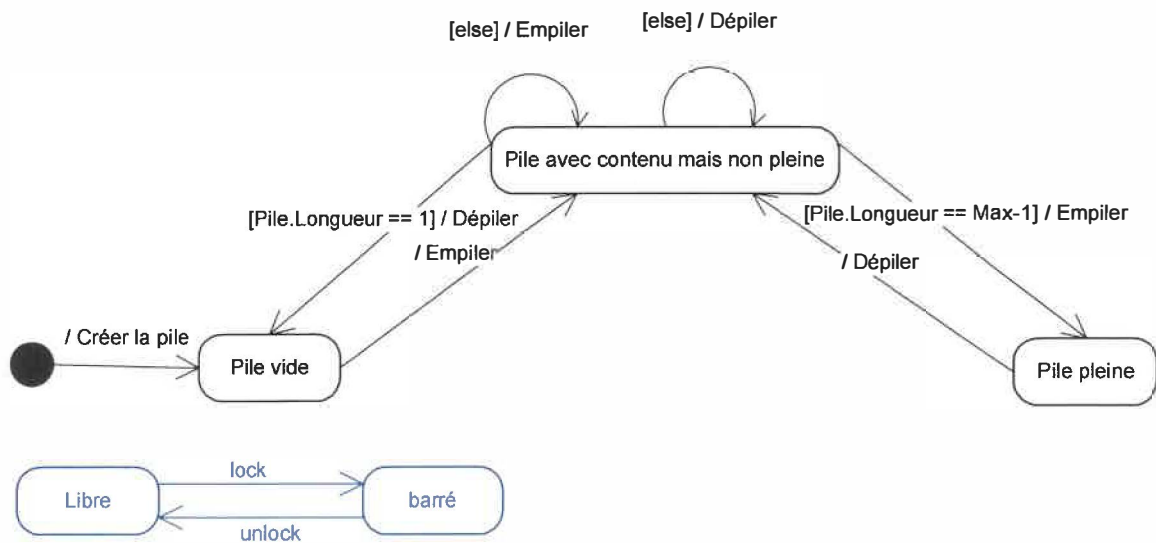 [else] / Empiler
[else] / Dépiler
Pile avec contenu mais non pleine
[Pile.Longueur == 1] / Dépiler
[Pile.Longueur == Max-1] / Empiler
/ Empiler
/ Dépiler
/ Créer la pile
Pile vide
Pile pleine
lock
Libre
barré
unlock